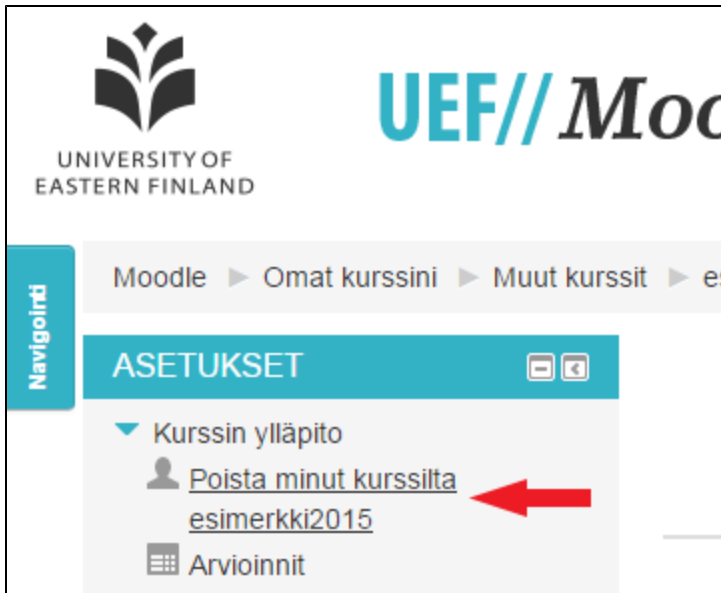 UNIVERSITY OF
EASTERN FINLAND
UEF//Moo
Navigointi
Moodle ► Omat kurssini ► Muut kurssit ► es
ASETUKSET
Kurssin ylläpito
Poista minut kurssilta
esimerkki2015
Arvioinnit